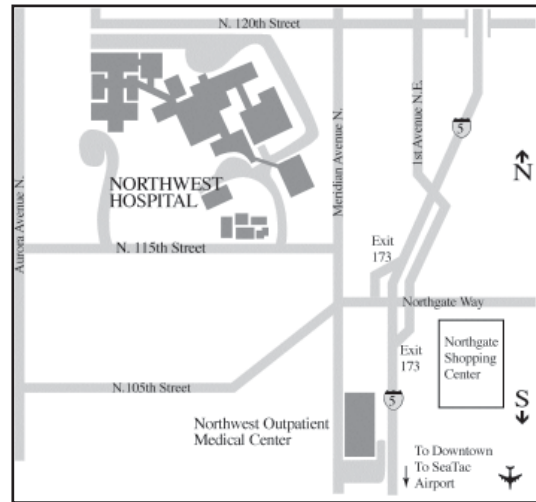 N. 120th Street
Aurora Avenue N.
Meridian Avenue N.
1st Avenue N.E.
5
N
NORTHWEST
HOSPITAL
N. 115th Street
Exit
173
Northgate Way
Northgate
Shopping
Center
Exit
173
N.105th Street
5
S
Northwest Outpatient
Medical Center
To Downtown
To SeaTac
Airport